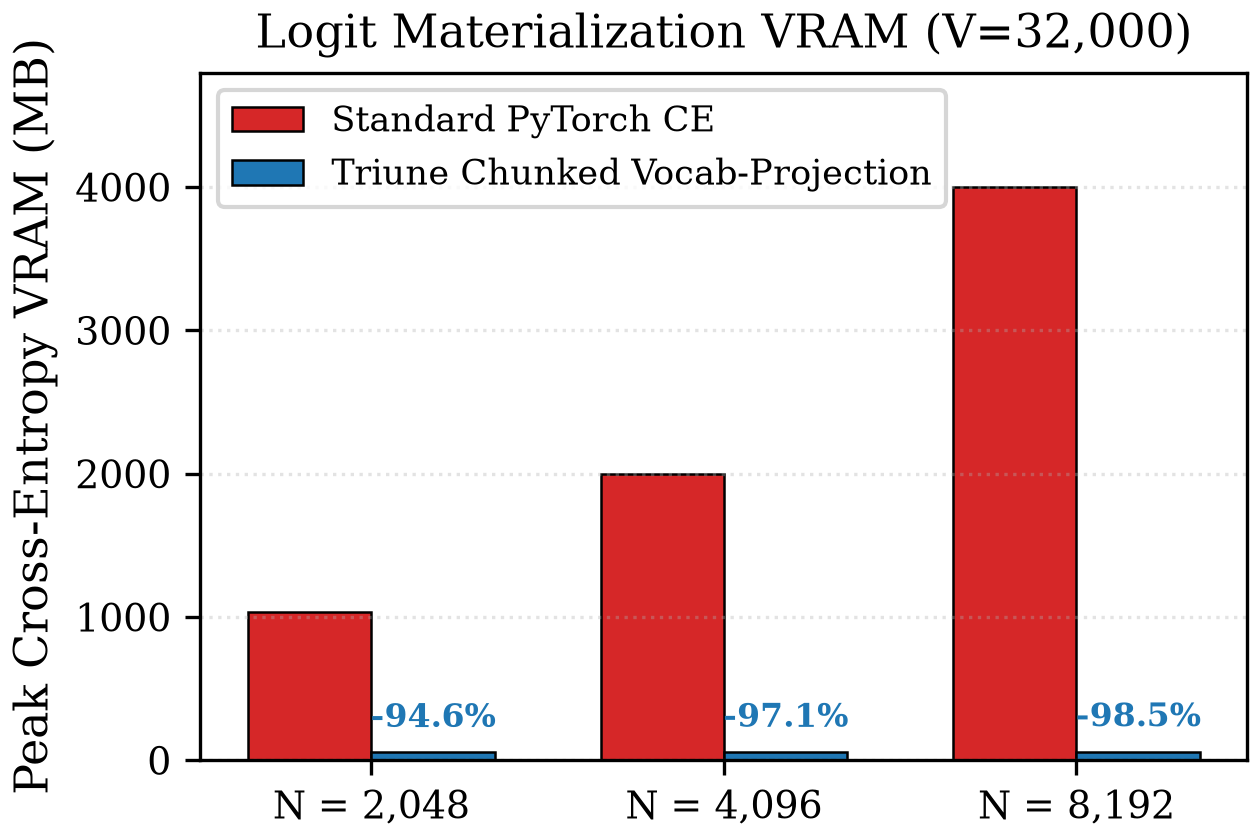 Logit Materialization VRAM (V=32,000)
Peak Cross-Entropy VRAM (MB)
Standard PyTorch CE
Triune Chunked Vocab-Projection
4000
3000
2000
1000
0
-94.6%
-97.1%
-98.5%
N = 2,048
N = 4,096
N = 8,192